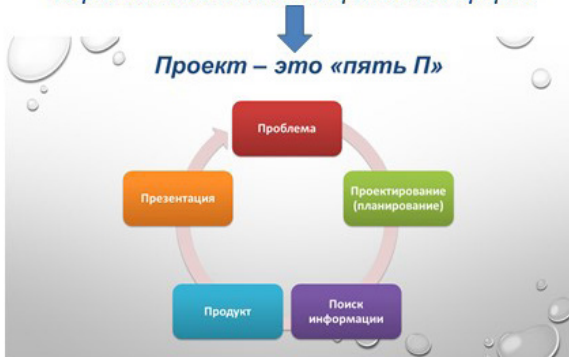 Проект – это «пять П»
Проблема
Проектирование
(планирование)
Поиск
информации
Продукт
Презентация